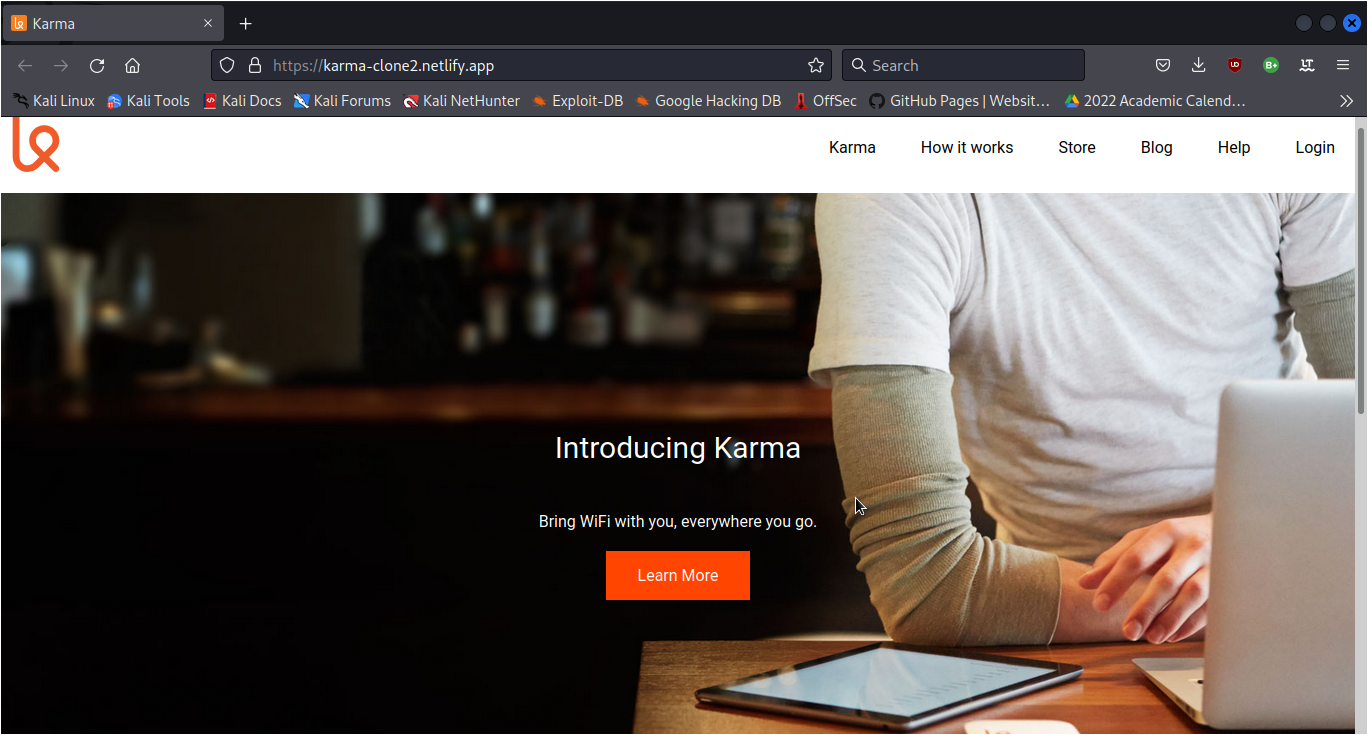 Karma
https://karma-clone2.netlify.app
Search
Kali Linux Kali Tools Kali Docs Kali Forums Kali NetHunter Exploit-DB Google Hacking DB OffSec GitHub Pages | Websit… 2022 Academic Calend…
Karma How it works Store Blog Help Login
Introducing Karma
Bring WiFi with you, everywhere you go.
Learn More